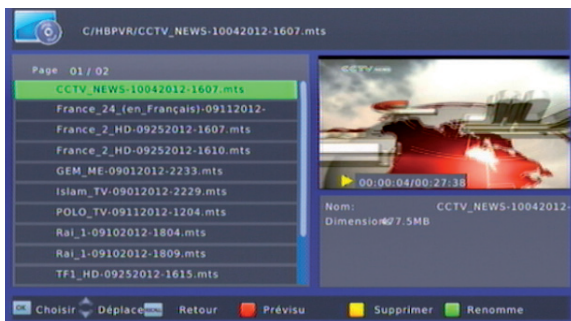 C/HBPVR/CCTV_NEWS-10042012-1607.mts
Page 01/02
CCTV_NEWS-10042012-1607.mts
France_24_(en_Français)-09112012-
France_2_HD-09252012-1607.mts
France_2_HD-09252012-1610.mts
GEM_ME-09012012-2233.mts
Islam_TV-09012012-2229.mts
POLO_TV-09112012-1204.mts
Rai_1-09102012-1804.mts
Rai_1-09102012-1809.mts
TF1_HD-09252012-1615.mts
CCTV NEWS
00:00:04/00:27:38
Nom: CCTV_NEWS-10042012-
Dimension 77.5MB
OK Choisir Déplace MENU Retour Prévisu Supprimer Renomme